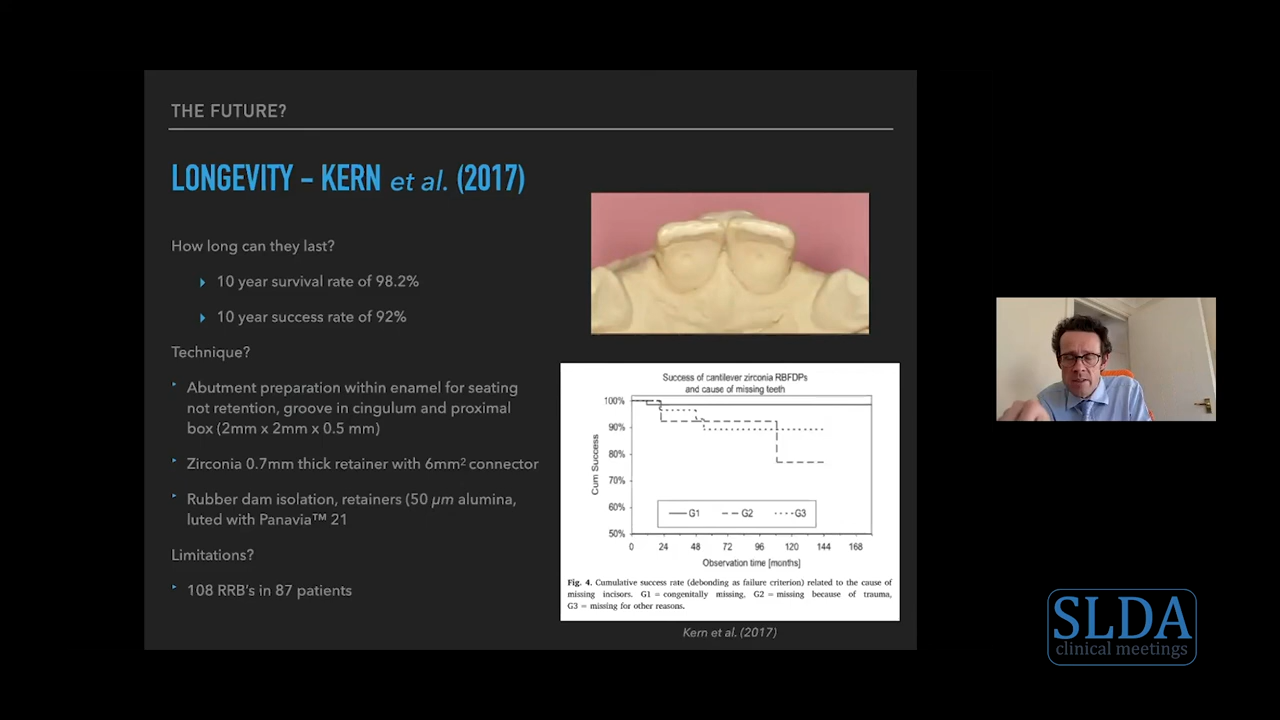 THE FUTURE?
LONGEVITY – KERN et al. (2017)
How long can they last?
10 year survival rate of 98.2%
10 year success rate of 92%
Technique?
Abutment preparation within enamel for seating
not retention, groove in cingulum and proximal
box (2mm x 2mm x 0.5 mm)
Zirconia 0.7mm thick retainer with 6mm² connector
Rubber dam isolation, retainers (50 μm alumina,
luted with Panavia™ 21
Limitations?
108 RRB's in 87 patients
Success of cantilever zirconia RBFDPs
and cause of missing teeth
100%
90%
80%
70%
60%
50%
Cum Success
G1 G2 G3
0 24 48 72 96 120 144 168
Observation time [months]
Fig. 4. Cumulative success rate (debonding as failure criterion) related to the cause of
missing incisors. G1 = congenitally missing, G2 = missing because of trauma,
G3 = missing for other reasons.
Kern et al. (2017)
SLDA
clinical meetings